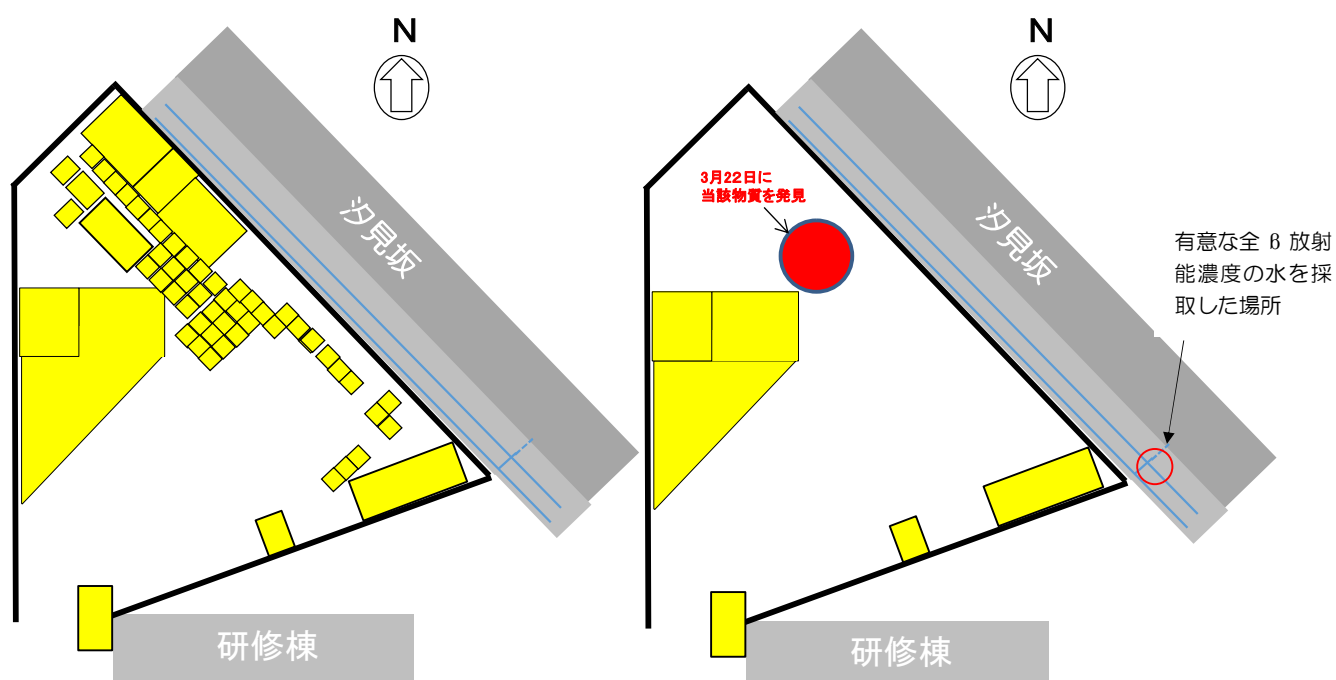 N
汐見坂
研修棟
N
3月22日に
当該物質を発見
汐見坂
有意な全 β 放射
能濃度の水を採
取した場所
研修棟